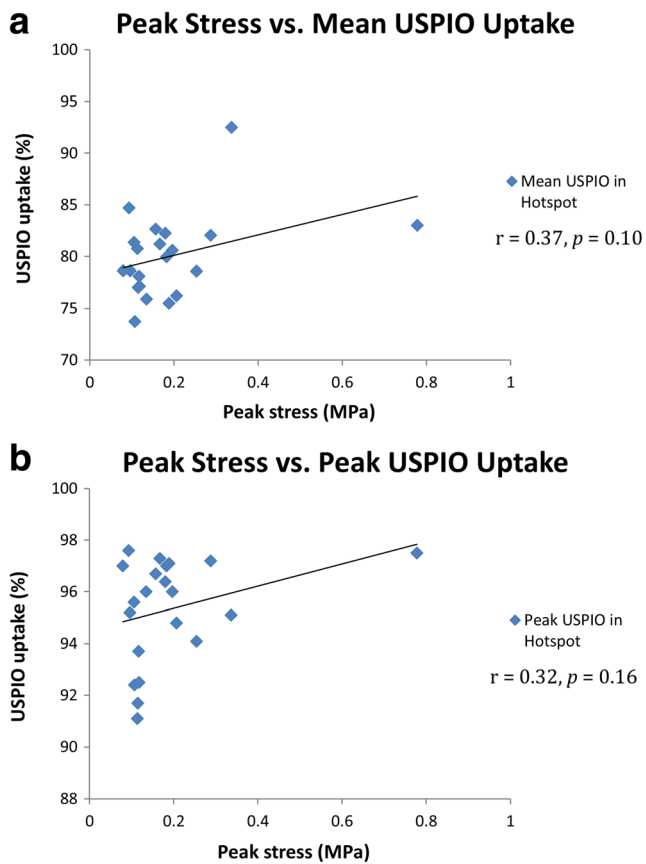 a
Peak Stress vs. Mean USPIO Uptake
100
95
90
85
80
75
70
USPIO uptake (%)
0 0.2 0.4 0.6 0.8 1
Peak stress (MPa)
Mean USPIO in
Hotspot
r = 0.37, p = 0.10
b
Peak Stress vs. Peak USPIO Uptake
100
98
96
94
92
90
88
USPIO uptake (%)
0 0.2 0.4 0.6 0.8 1
Peak stress (MPa)
Peak USPIO in
Hotspot
r = 0.32, p = 0.16